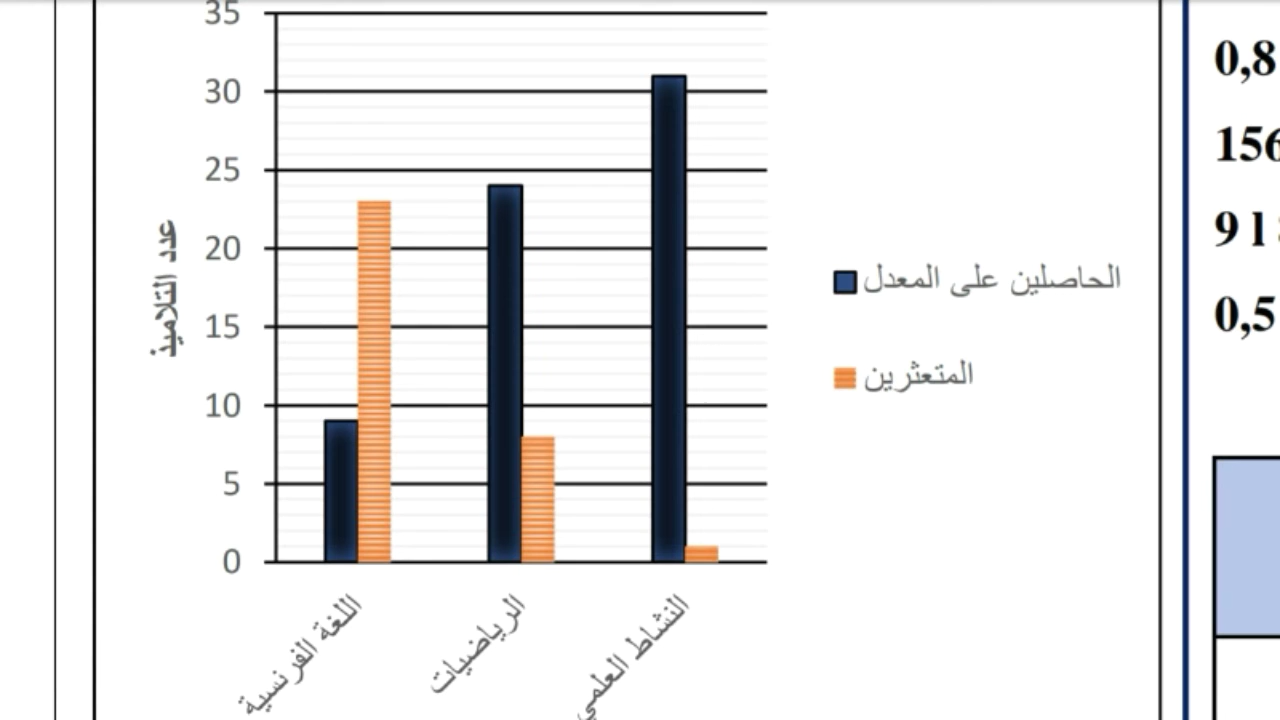 35
30
25
20
15
10
5
0
عدد التلاميذ
اللغة الفرنسية
الرياضيات
النشاط العلمي
الحاصلين على المعدل
المتعثرين
0,8
156
9 l
0,5